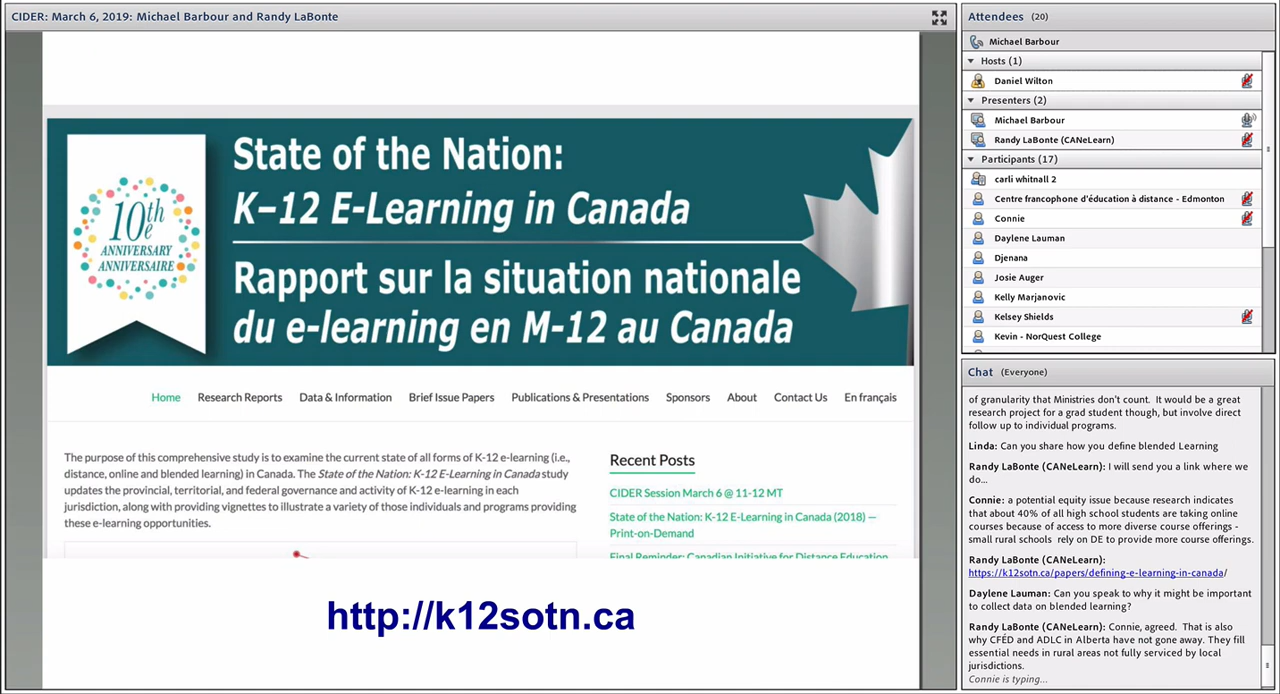 CIDER: March 6, 2019: Michael Barbour and Randy LaBonte
10th
e
ANNIVERSARY
ANNIVERSAIRE
State of the Nation:
K–12 E-Learning in Canada
Rapport sur la situation nationale
du e-learning en M-12 au Canada
Home Research Reports Data & Information Brief Issue Papers Publications & Presentations Sponsors About Contact Us En français
The purpose of this comprehensive study is to examine the current state of all forms of K-12 e-learning (i.e.,
distance, online and blended learning) in Canada. The State of the Nation: K-12 E-Learning in Canada study
updates the provincial, territorial, and federal governance and activity of K-12 e-learning in each
jurisdiction, along with providing vignettes to illustrate a variety of those individuals and programs providing
these e-learning opportunities.
Recent Posts
CIDER Session March 6 @ 11-12 MT
State of the Nation: K-12 E-Learning in Canada (2018) —
Print-on-Demand
Final Reminder: Canadian Initiative for Distance Education
http://k12sotn.ca
Attendees (20)
Michael Barbour
Hosts (1)
Daniel Wilton
Presenters (2)
Michael Barbour
Randy LaBonte (CANeLearn)
Participants (17)
carli whitnall 2
Centre francophone d'éducation à distance - Edmonton
Connie
Daylene Lauman
Djenana
Josie Auger
Kelly Marjanovic
Kelsey Shields
Kevin - NorQuest College
Chat (Everyone)
of granularity that Ministries don't count. It would be a great
research project for a grad student though, but involve direct
follow up to individual programs.
Linda: Can you share how you define blended Learning
Randy LaBonte (CANeLearn): I will send you a link where we
do...
Connie: a potential equity issue because research indicates
that about 40% of all high school students are taking online
courses because of access to more diverse course offerings -
small rural schools rely on DE to provide more course offerings.
Randy LaBonte (CANeLearn):
https://k12sotn.ca/papers/defining-e-learning-in-canada/
Daylene Lauman: Can you speak to why it might be important
to collect data on blended learning?
Randy LaBonte (CANeLearn): Connie, agreed. That is also
why CFÉD and ADLC in Alberta have not gone away. They fill
essential needs in rural areas not fully serviced by local
jurisdictions.
Connie is typing...